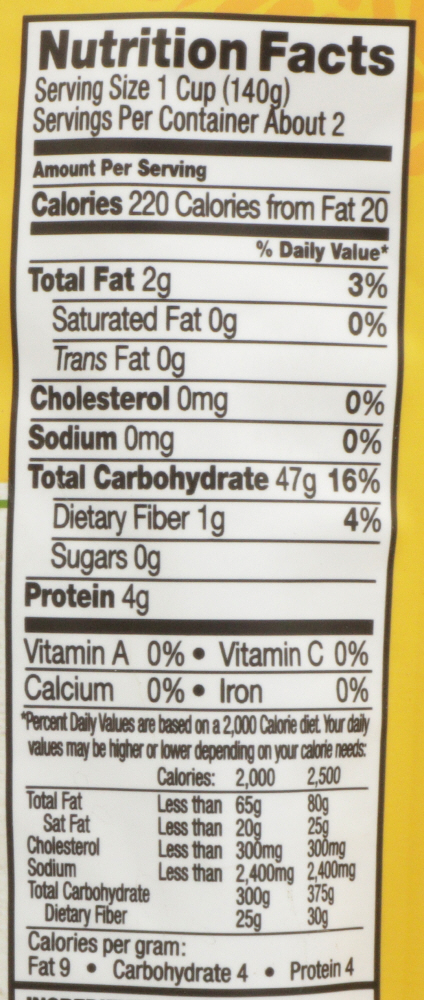 Nutrition Facts
Serving Size 1 Cup (140g)
Servings Per Container About 2
Amount Per Serving
Calories 220 Calories from Fat 20
% Daily Value*
Total Fat 2g 3%
Saturated Fat 0g 0%
Trans Fat 0g
Cholesterol 0mg 0%
Sodium 0mg 0%
Total Carbohydrate 47g 16%
Dietary Fiber 1g 4%
Sugars 0g
Protein 4g
Vitamin A 0% • Vitamin C 0%
Calcium 0% • Iron 0%
*Percent Daily Values are based on a 2,000 Calorie diet. Your daily
values may be higher or lower depending on your calorie needs:
Calories: 2,000 2,500
Total Fat Less than 65g 80g
Sat Fat Less than 20g 25g
Cholesterol Less than 300mg 300mg
Sodium Less than 2,400mg 2,400mg
Total Carbohydrate 300g 375g
Dietary Fiber 25g 30g
Calories per gram:
Fat 9 • Carbohydrate 4 • Protein 4